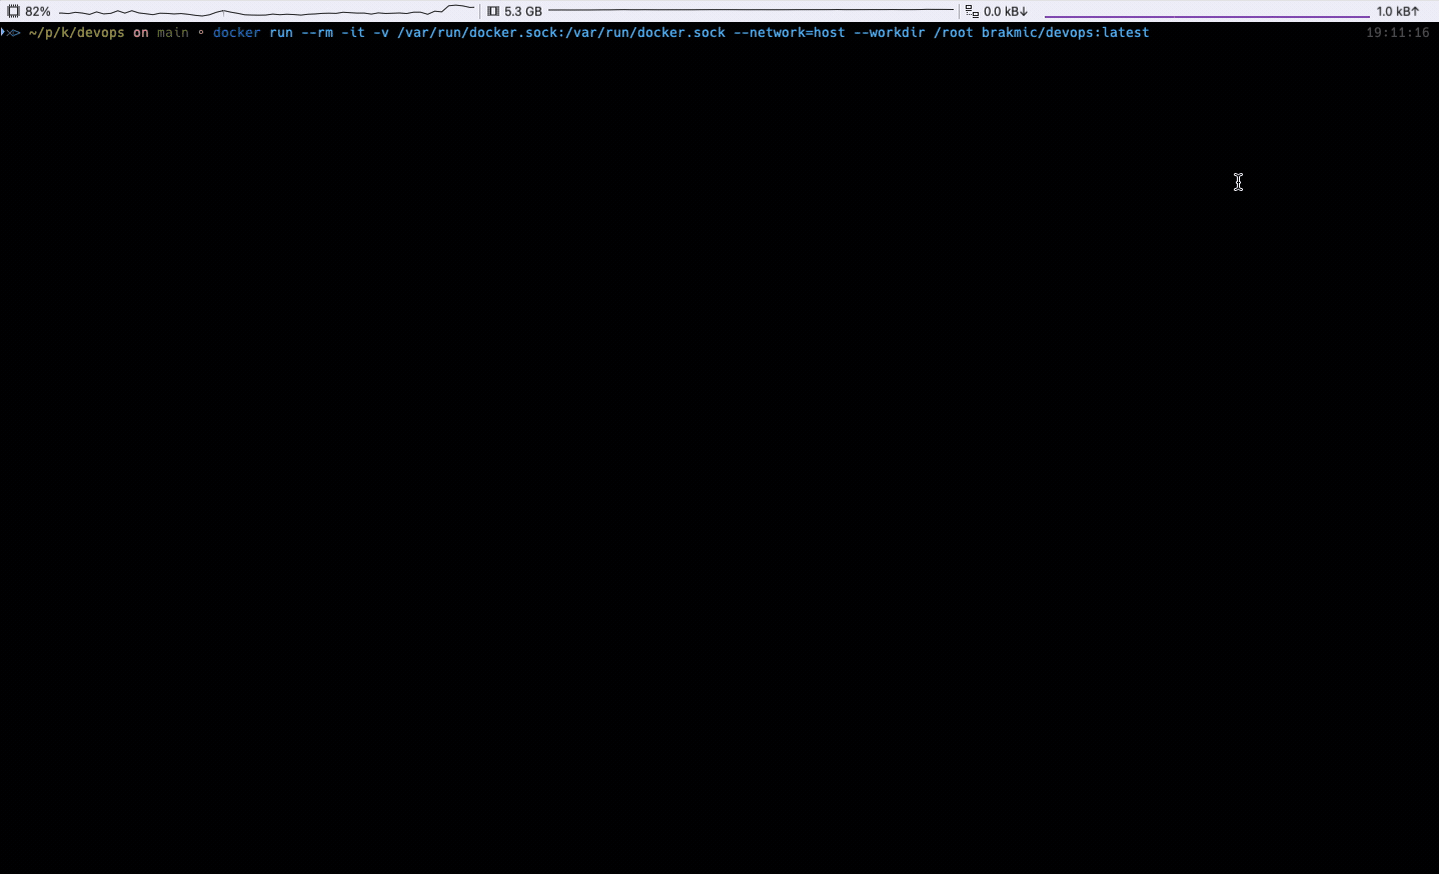 82% 5.3 GB 0.0 kB↓ 1.0 kB↑
~/p/k/devops on main ∘ docker run --rm -it -v /var/run/docker.sock:/var/run/docker.sock --network=host --workdir /root brakmic/devops:latest 19:11:16